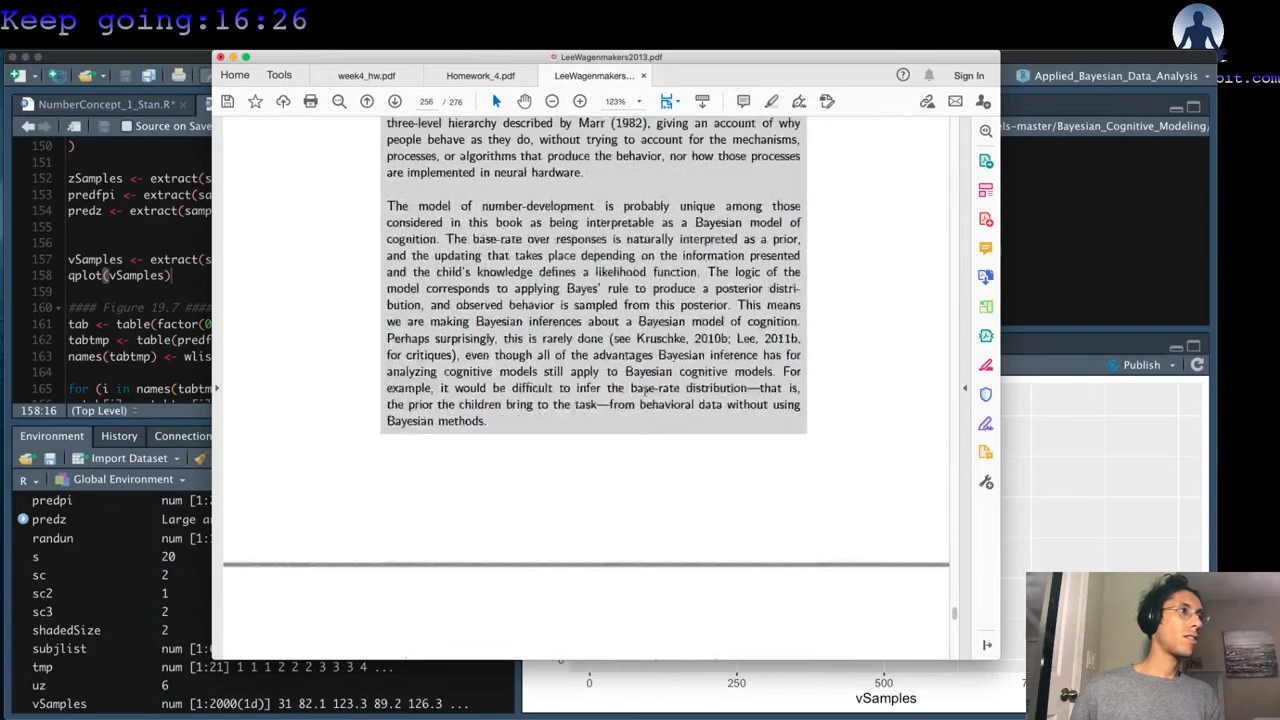 Keep going:16:26
LeeWagenmakers2013.pdf
Home
Tools
week4_hw.pdf
Homework_4.pdf
LeeWagenmakers... ×
Sign In
Applied_Bayesian_Data_Analysis
oit.com
256 / 276
123%
NumberConcept_1_Stan.R*
Source on Sav
els-master/Bayesian_Cognitive_Modeling/
150 )
151
152 zSamples <- extract(s
153 predfpi <- extract(sa
154 predz <- extract(samp
155
156
157 vSamples <- extract(s
158 qplot(vSamples)
159
160 #### Figure 19.7 ####
161 tab <- table(factor(0
162 tabtmp <- table(predf
163 names(tabtmp) <- wlis
164
165 for (i in names(tabtm
158:16 (Top Level)
three-level hierarchy described by Marr (1982), giving an account of why
people behave as they do, without trying to account for the mechanisms,
processes, or algorithms that produce the behavior, nor how those processes
are implemented in neural hardware.
The model of number-development is probably unique among those
considered in this book as being interpretable as a Bayesian model of
cognition. The base-rate over responses is naturally interpreted as a prior,
and the updating that takes place depending on the information presented
and the child's knowledge defines a likelihood function. The logic of the
model corresponds to applying Bayes' rule to produce a posterior distri-
bution, and observed behavior is sampled from this posterior. This means
we are making Bayesian inferences about a Bayesian model of cognition.
Perhaps surprisingly, this is rarely done (see Kruschke, 2010b; Lee, 2011b,
for critiques), even though all of the advantages Bayesian inference has for
analyzing cognitive models still apply to Bayesian cognitive models. For
example, it would be difficult to infer the base-rate distribution—that is,
the prior the children bring to the task—from behavioral data without using
Bayesian methods.
Environment
History
Connection
Import Dataset
R
Global Environment
predpi num [1:2
predz Large a
randun num [1:
s 20
sc 2
sc2 1
sc3 2
shadedSize 2
subjlist num [1:
tmp num [1:21] 1 1 1 2 2 2 3 3 3 4 ...
uz 6
vSamples num [1:2000(1d)] 31 82.1 123.3 89.2 126.3 ...
Publish
0
0
250
500
vSamples